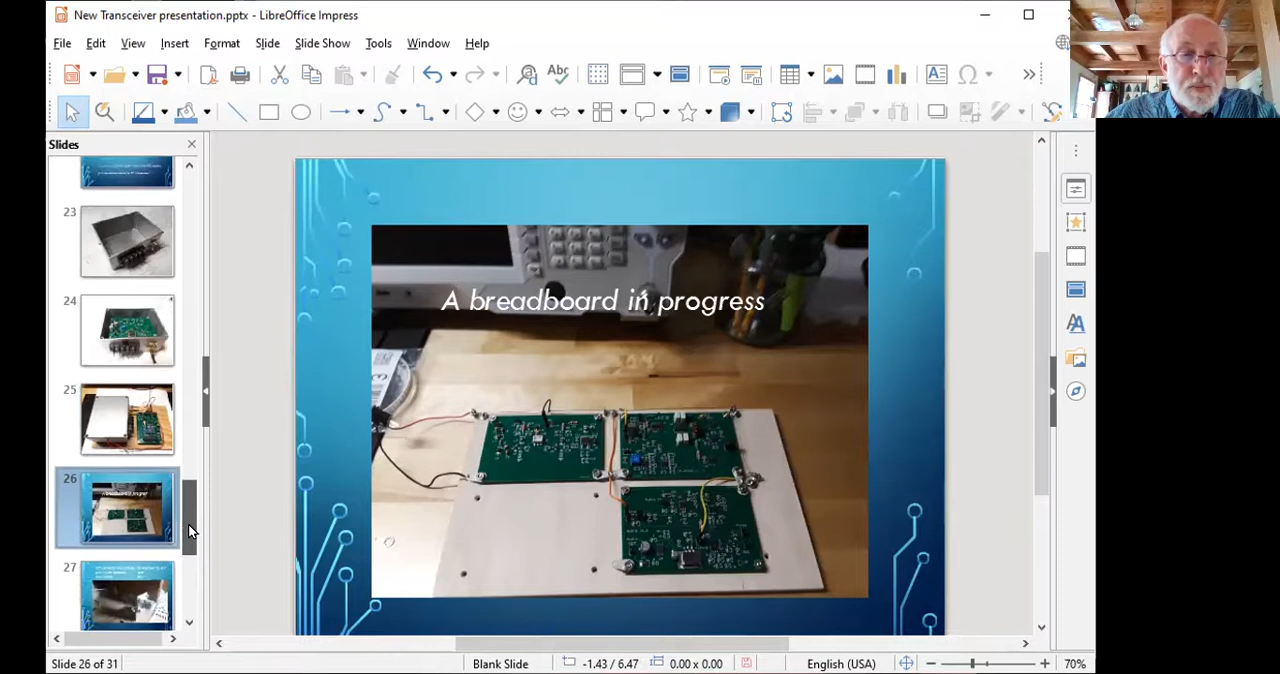 New Transceiver presentation.pptx - LibreOffice Impress
File Edit View Insert Format Slide Slide Show Tools Window Help
Slides
23
24
25
26
27
A breadboard in progress
Slide 26 of 31
Blank Slide
-1.43 / 6.47
0.00 x 0.00
English (USA)
70%